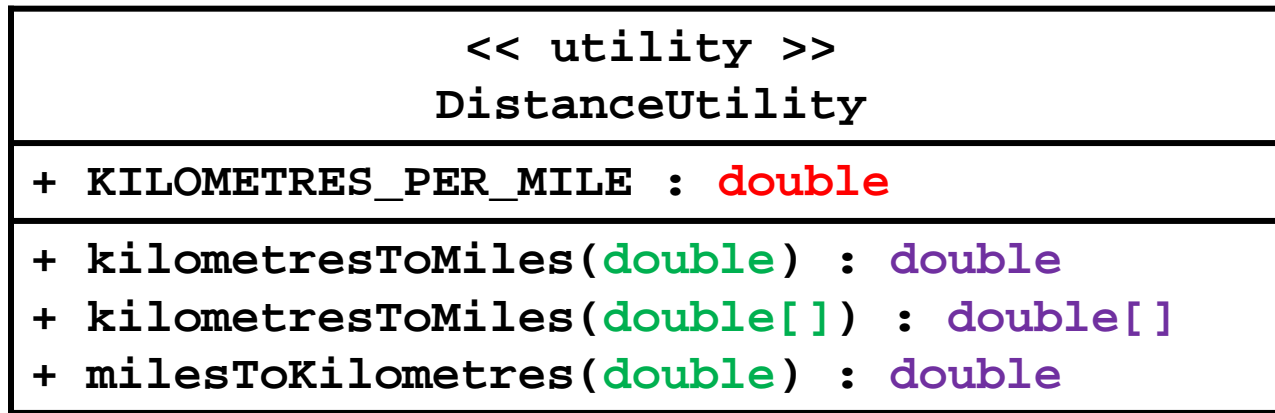 << utility >>
DistanceUtility
+ KILOMETRES_PER_MILE : double
+ kilometresToMiles(double) : double
+ kilometresToMiles(double[]) : double[]
+ milesToKilometres(double) : double